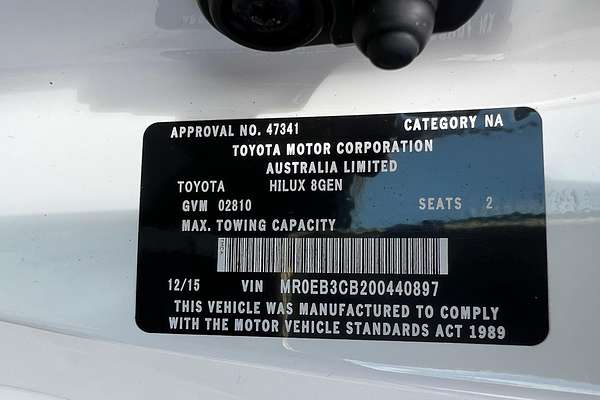 APPROVAL NO. 47341 CATEGORY NA
TOYOTA MOTOR CORPORATION
AUSTRALIA LIMITED
TOYOTA HILUX 8GEN
GVM 02810 SEATS 2
MAX. TOWING CAPACITY
12/15 VIN MR0EB3CB200440897
THIS VEHICLE WAS MANUFACTURED TO COMPLY
WITH THE MOTOR VEHICLE STANDARDS ACT 1989